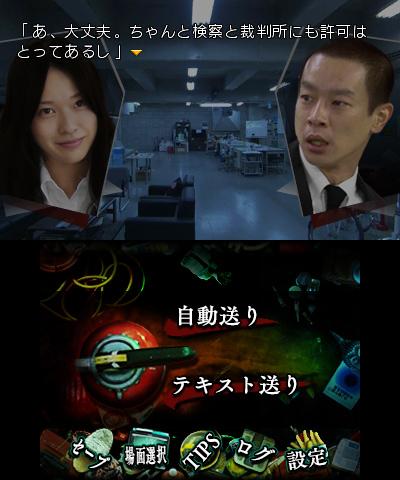 「あ、大丈夫。ちゃんと検察と裁判所にも許可は
とってあるし」
自動送り
テキスト送り
セーブ
場面選択
TIPS
ログ
設定